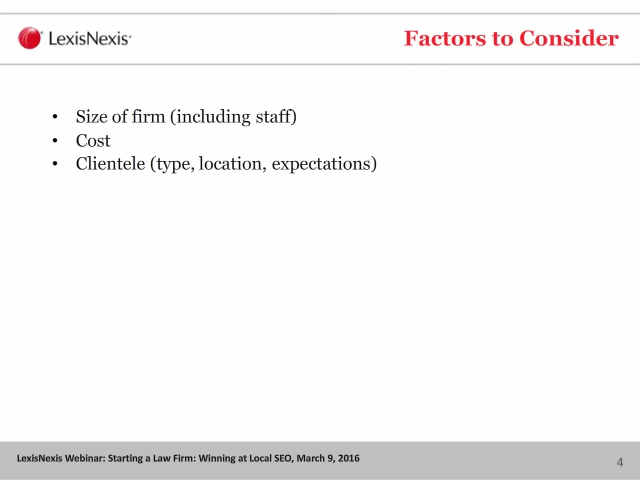 LexisNexis®
Factors to Consider
• Size of firm (including staff)
• Cost
• Clientele (type, location, expectations)
LexisNexis Webinar: Starting a Law Firm: Winning at Local SEO, March 9, 2016
4